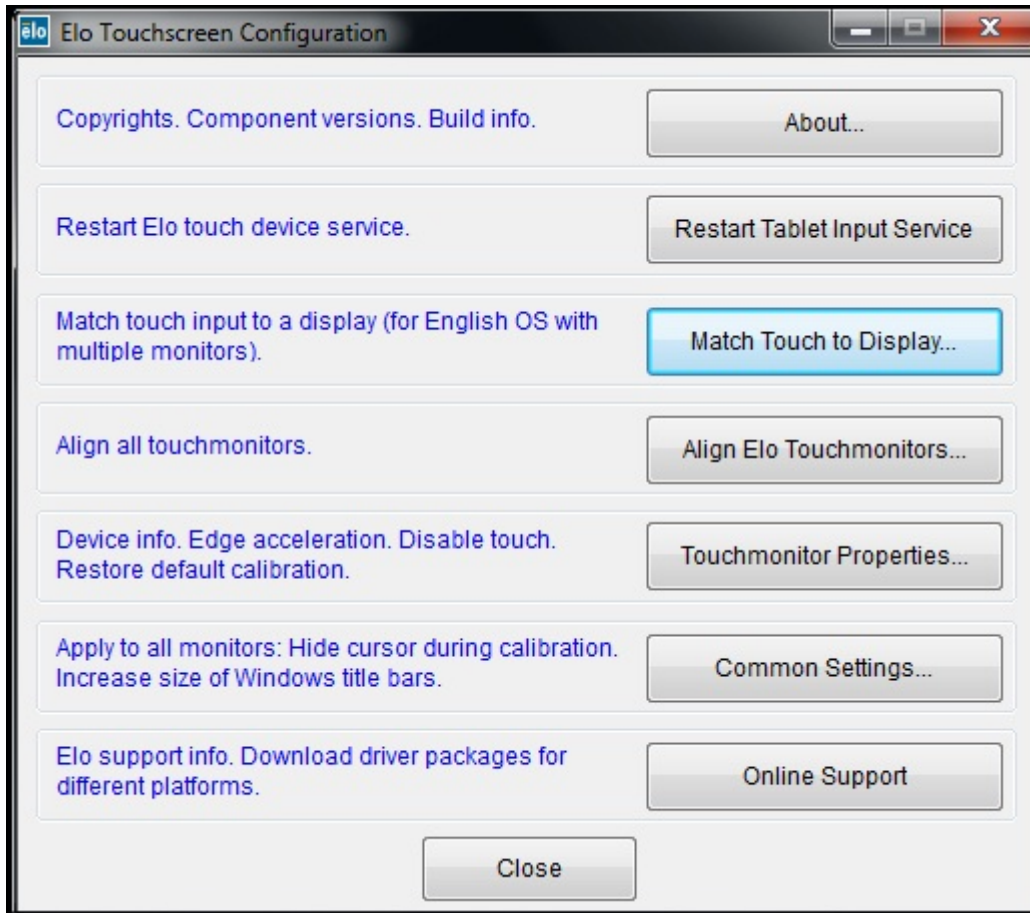 elo Elo Touchscreen Configuration
Copyrights. Component versions. Build info.
About...
Restart Elo touch device service.
Restart Tablet Input Service
Match touch input to a display (for English OS with
multiple monitors).
Match Touch to Display...
Align all touchmonitors.
Align Elo Touchmonitors...
Device info. Edge acceleration. Disable touch.
Restore default calibration.
Touchmonitor Properties...
Apply to all monitors: Hide cursor during calibration.
Increase size of Windows title bars.
Common Settings...
Elo support info. Download driver packages for
different platforms.
Online Support
Close